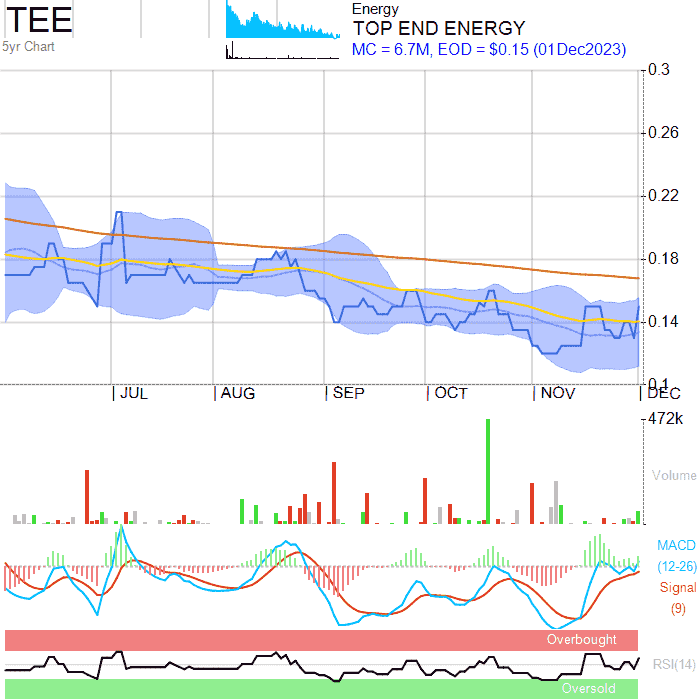 TEE
5yr Chart
Energy
TOP END ENERGY
MC = 6.7M, EOD = $0.15 (01Dec2023)
0.3
0.26
0.22
0.18
0.14
0.1
JUL AUG SEP OCT NOV DEC
472k
Volume
MACD
(12-26)
Signal
(9)
Overbought
RSI(14)
Oversold